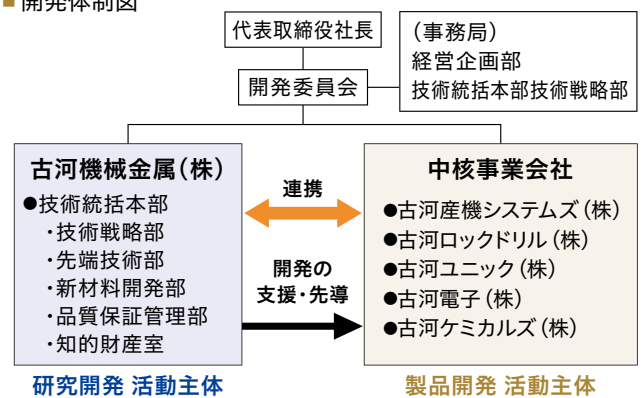 ■開発体制図
代表取締役社長
(事務局)
経営企画部
技術統括本部技術戦略部
開発委員会
古河機械金属(株)
●技術統括本部
・技術戦略部
・先端技術部
・新材料開発部
・品質保証管理部
・知的財産室
研究開発 活動主体
連携
開発の
支援・先導
中核事業会社
●古河産機システムズ(株)
●古河ロックドリル(株)
●古河ユニック(株)
●古河電子(株)
●古河ケミカルズ(株)
製品開発 活動主体